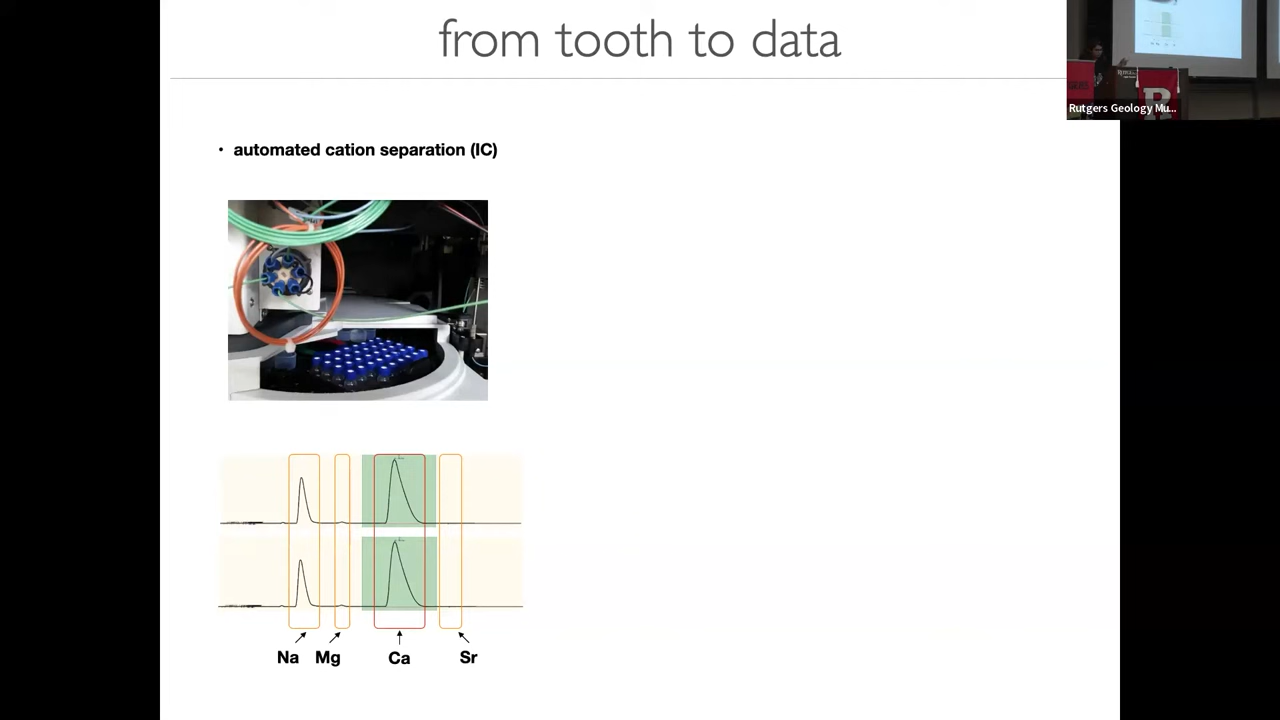 from tooth to data
Rutgers Geology Mu...
• automated cation separation (IC)
Na Mg Ca Sr